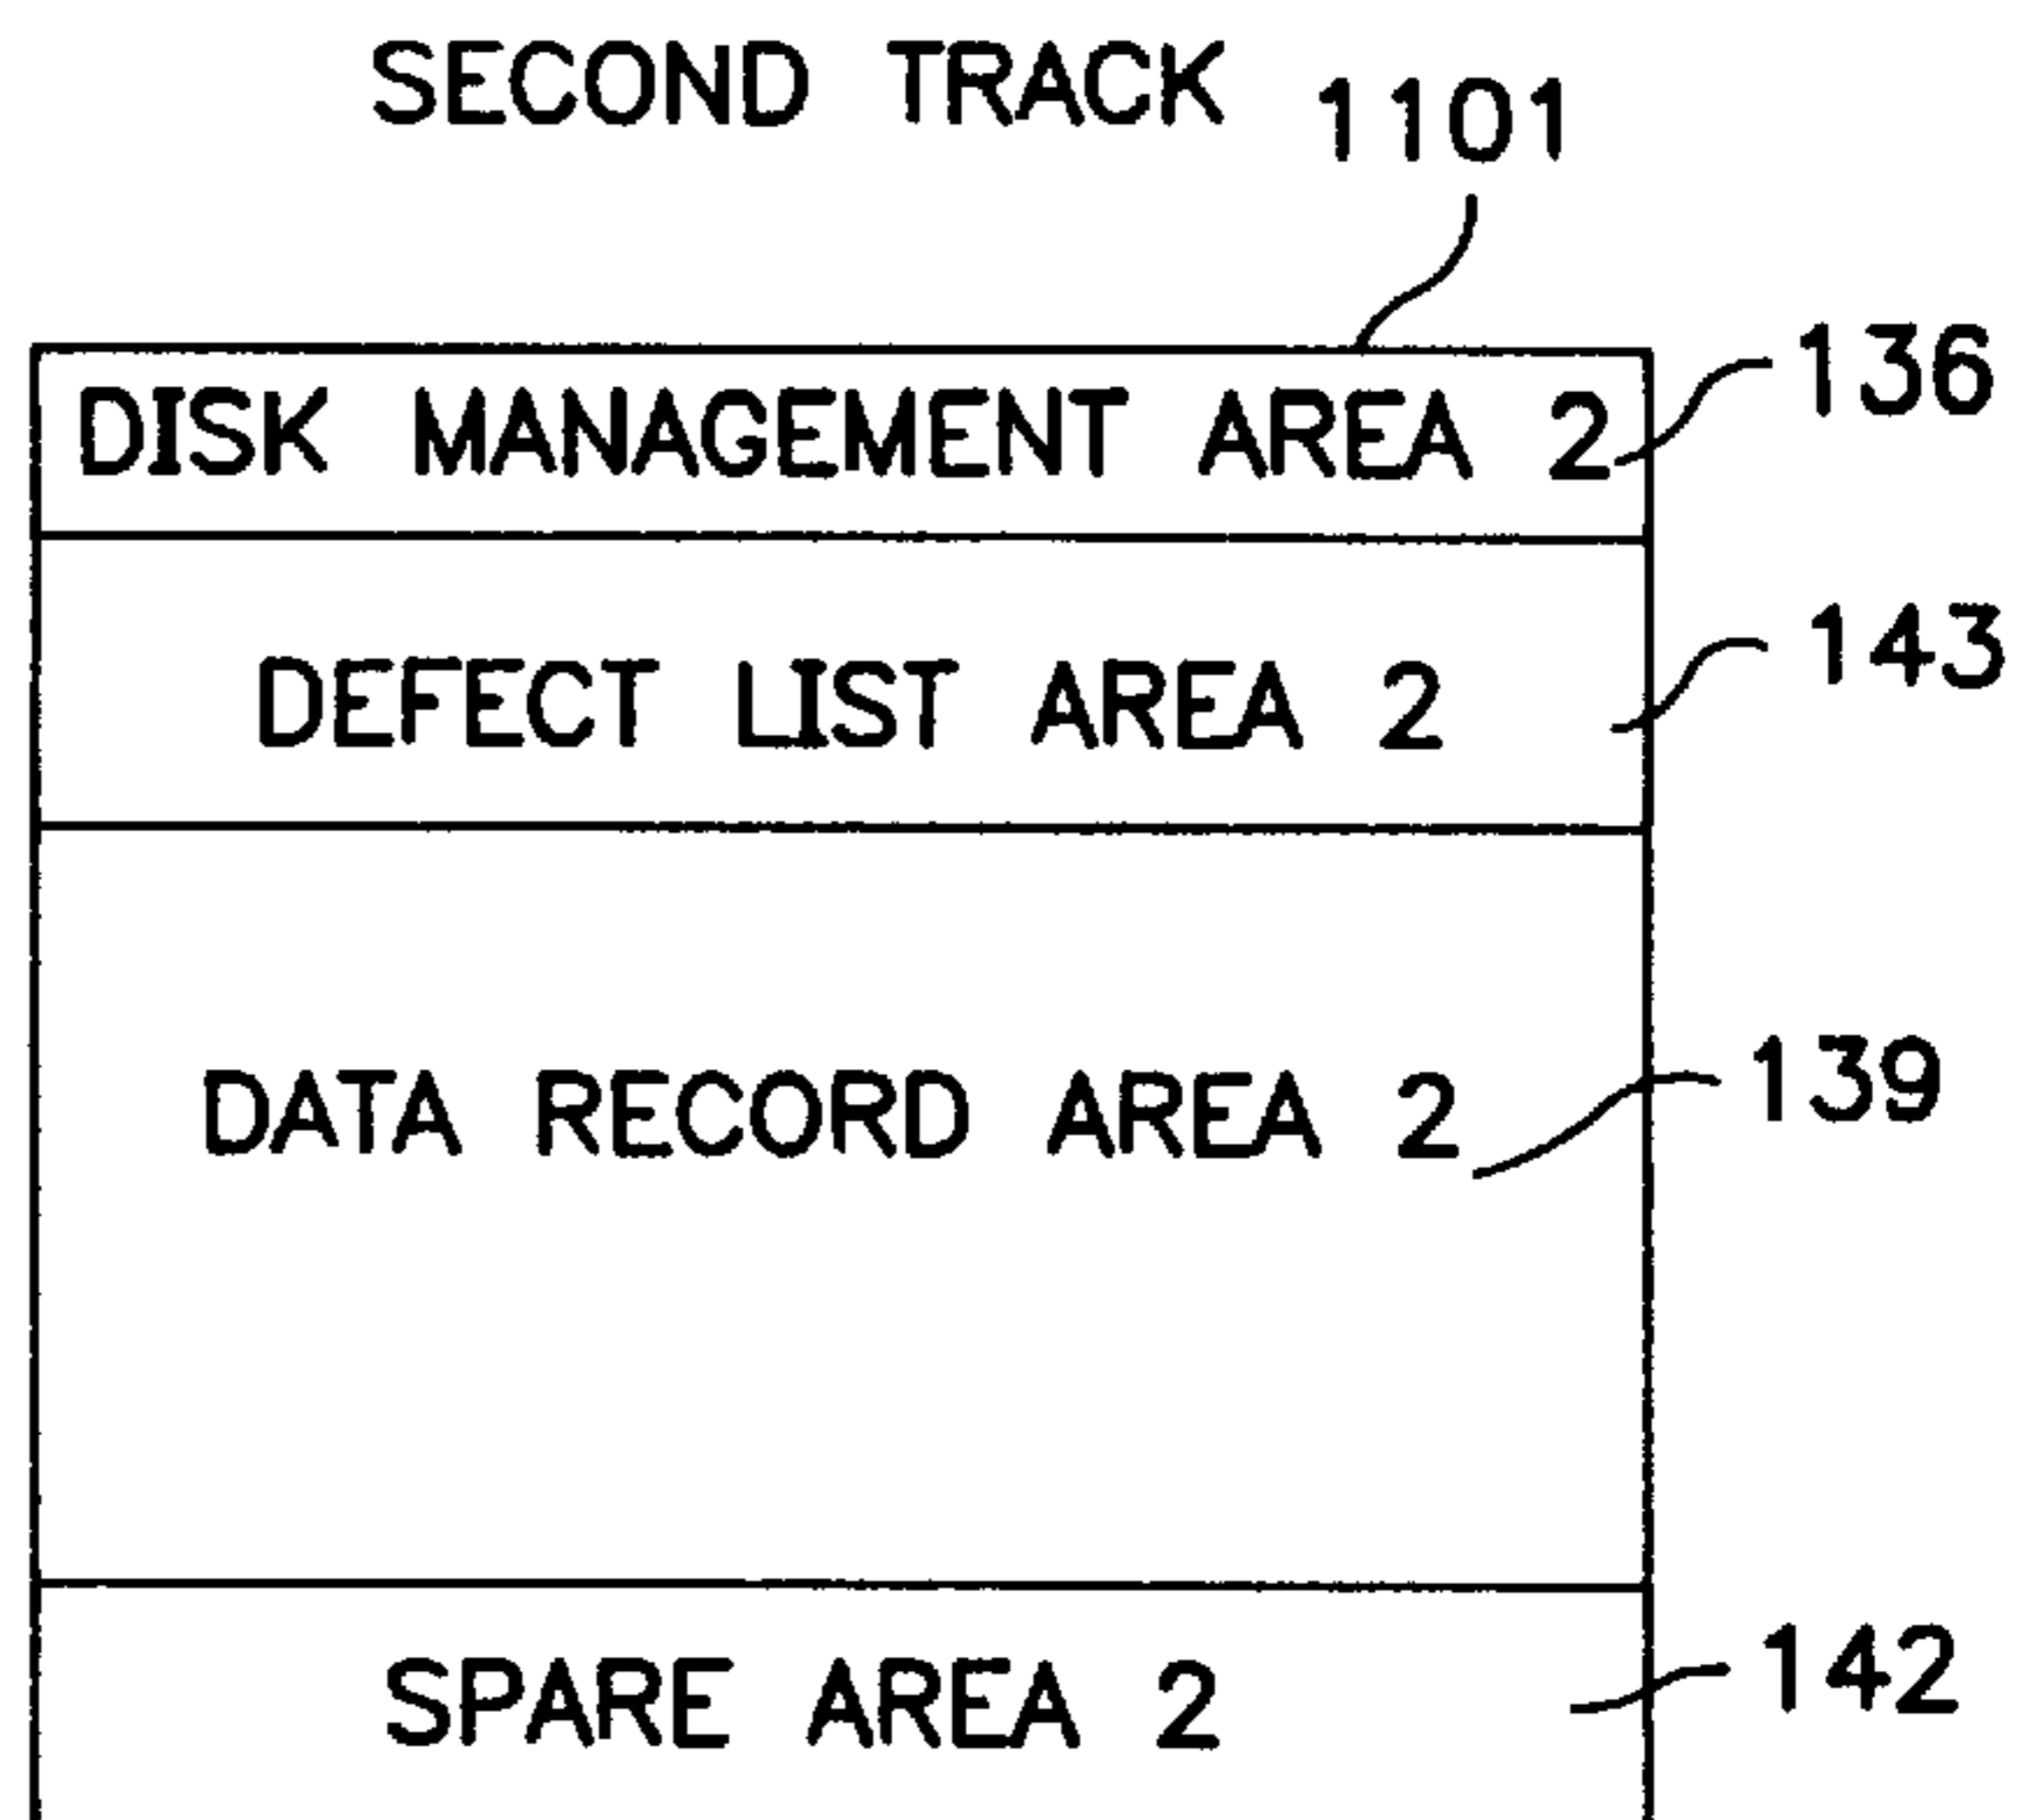 SECOND TRACK
1101
DISK MANAGEMENT AREA 2
136
DEFECT LIST AREA 2
143
DATA RECORD AREA 2
139
SPARE AREA 2
142